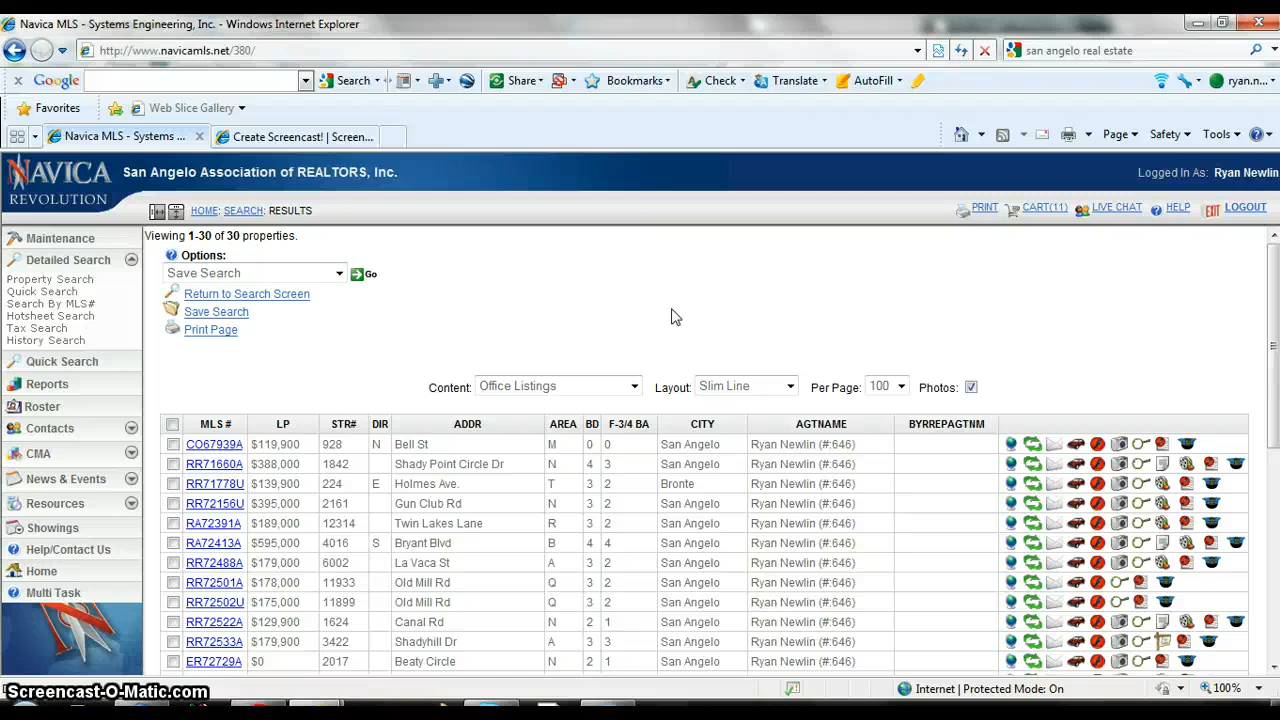 Navica MLS - Systems Engineering, Inc. - Windows Internet Explorer
http://www.navicamls.net/380/
san angelo real estate
Google Search Share Bookmarks Check Translate AutoFill ryan.n...
Favorites Web Slice Gallery
Navica MLS - Systems ... Create Screencast! | Screen... Page Safety Tools
NAVICA
REVOLUTION
San Angelo Association of REALTORS, Inc.
Logged In As: Ryan Newlin
HOME: SEARCH: RESULTS
PRINT CART(11) LIVE CHAT HELP EXIT LOGOUT
Maintenance
Detailed Search
Property Search
Quick Search
Search By MLS#
Hotsheet Search
Tax Search
History Search
Quick Search
Reports
Roster
Contacts
CMA
News & Events
Resources
Showings
Help/Contact Us
Home
Multi Task
Viewing 1-30 of 30 properties.
Options:
Save Search Go
Return to Search Screen
Save Search
Print Page
Content: Office Listings Layout: Slim Line Per Page: 100 Photos:
MLS # LP STR# DIR ADDR AREA BD F-3/4 BA CITY AGTNAME BYRREPAGTNM
CO67939A $119,900 928 N Bell St M 0 0 San Angelo Ryan Newlin (#:646)
RR71660A $388,000 1842 Shady Point Circle Dr N 4 3 San Angelo Ryan Newlin (#:646)
RR71778U $139,900 224 E Holmes Ave. T 3 2 Bronte Ryan Newlin (#:646)
RR72156U $395,000 2161 Gun Club Rd N 3 2 San Angelo Ryan Newlin (#:646)
RA72391A $189,000 12314 Twin Lakes Lane R 3 2 San Angelo Ryan Newlin (#:646)
RA72413A $595,000 4016 S Bryant Blvd B 4 4 San Angelo Ryan Newlin (#:646)
RR72488A $179,000 6002 La Vaca St A 3 2 San Angelo Ryan Newlin (#:646)
RR72501A $178,000 11933 Old Mill Rd Q 3 2 San Angelo Ryan Newlin (#:646)
RR72502U $175,000 11899 Old Mill Rd Q 3 2 San Angelo Ryan Newlin (#:646)
RR72522A $129,900 1624 Canal Rd N 2 1 San Angelo Ryan Newlin (#:646)
RR72533A $179,900 3422 Shadyhill Dr A 3 3 San Angelo Ryan Newlin (#:646)
ER72729A $0 2017 Beaty Circle N 2 1 San Angelo Ryan Newlin (#:646)
Screencast-O-Matic.com
Internet | Protected Mode: On
100%